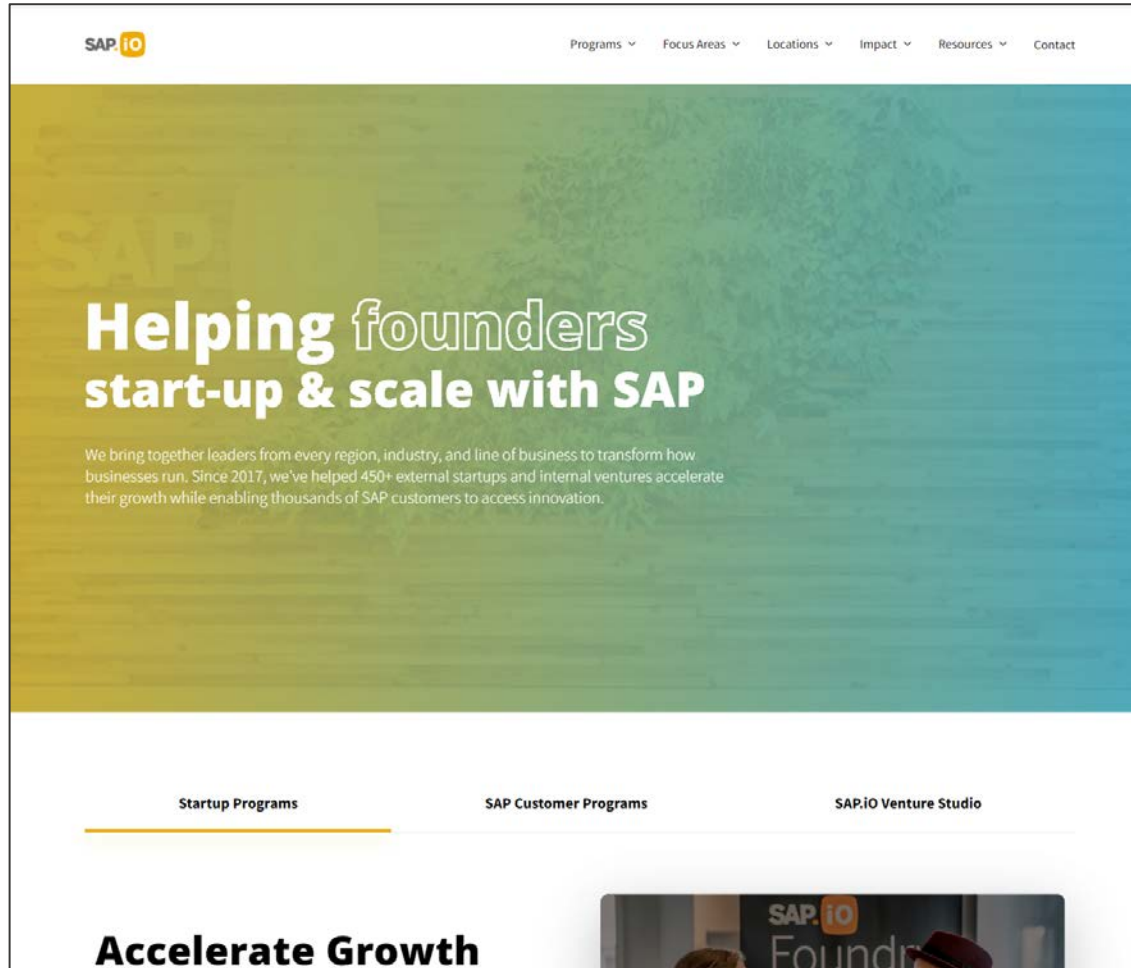 SAP.iO
Programs
Focus Areas
Locations
Impact
Resources
Contact
SAP.iO
Helping founders
start-up & scale with SAP
We bring together leaders from every region, industry, and line of business to transform how
businesses run. Since 2017, we've helped 450+ external startups and internal ventures accelerate
their growth while enabling thousands of SAP customers to access innovation.
Startup Programs
SAP Customer Programs
SAP.iO Venture Studio
Accelerate Growth
SAP.iO